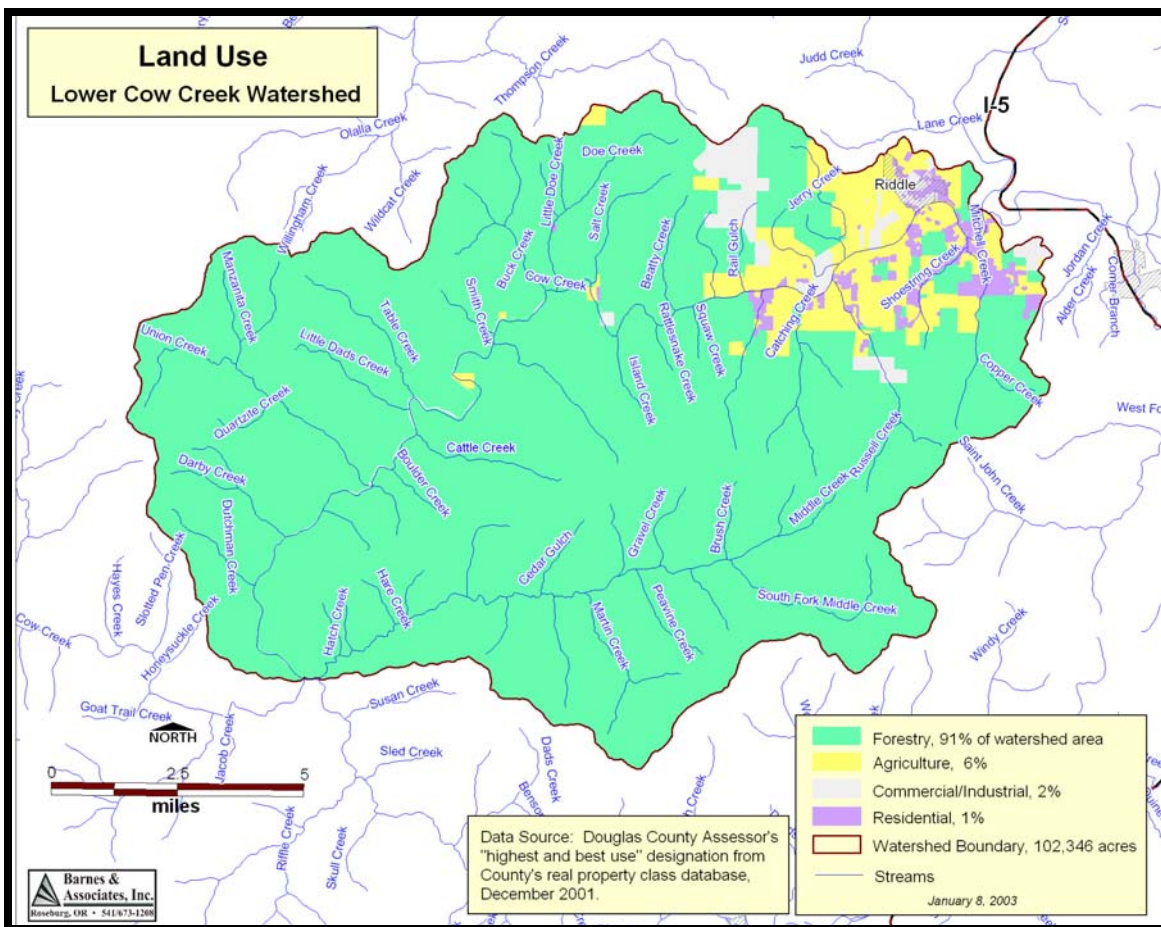 Land Use
Lower Cow Creek Watershed
Thompson Creek
Judd Creek
I-5
Lane Creek
Olalla Creek
Wildcat Creek
Willingham Creek
Doe Creek
Little Doe Creek
Salt Creek
Buck Creek
Beatty Creek
Rail Gulch
Jerry Creek
Riddle
Mitchell Creek
Shoestring Creek
Jordan Creek
Alder Creek
Comer Branch
Manzanita Creek
Union Creek
Table Creek
Little Dads Creek
Smith Creek
Cow Creek
Island Creek
Rattlesnake Creek
Squaw Creek
Catching Creek
Copper Creek
Quartzite Creek
Darby Creek
Cattle Creek
Boulder Creek
Dutchman Creek
West Fo
Saint John Creek
Russell Creek
Middle Creek
Brush Creek
Gravel Creek
Cedar Gulch
Hare Creek
Hatch Creek
Martin Creek
Peavine Creek
South Fork Middle Creek
Windy Creek
Hayes Creek
Slotted Pen Creek
Honeysuckle Creek
Cow Creek
Goat Trail Creek
Jacob Creek
Susan Creek
Sled Creek
Dads Creek
Riffle Creek
Skull Creek
NORTH
0 2.5 5
miles
Forestry, 91% of watershed area
Agriculture, 6%
Commercial/Industrial, 2%
Residential, 1%
Watershed Boundary, 102,346 acres
Streams
January 8, 2003
Data Source: Douglas County Assessor's
"highest and best use" designation from
County's real property class database,
December 2001.
Barnes &
Associates, Inc.
Roseburg, OR • 541/673-1208